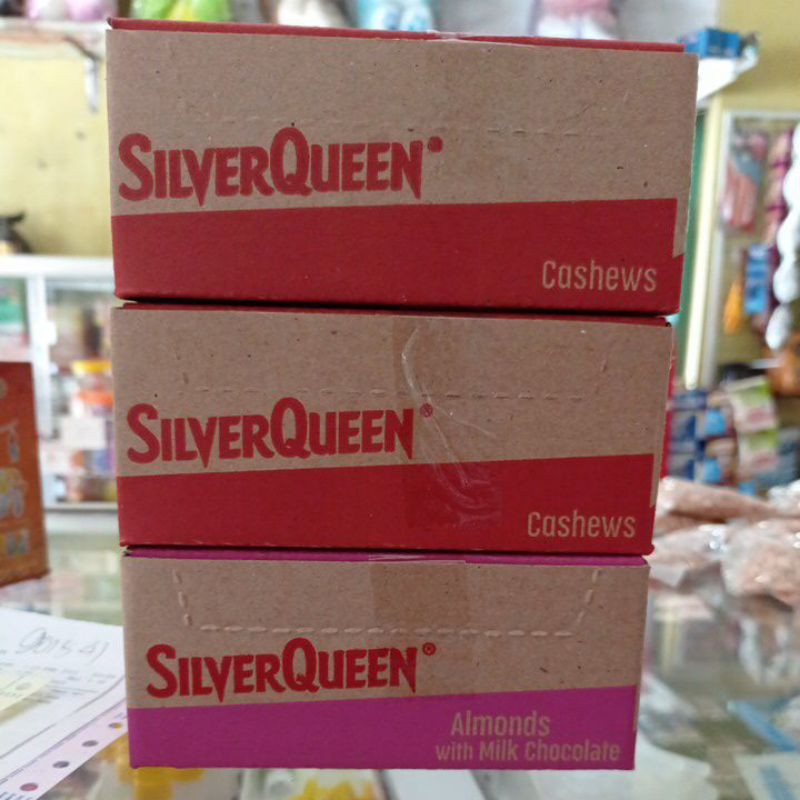 SILVERQUEEN®
Cashews
SILVERQUEEN®
Cashews
SILVERQUEEN®
Almonds
with Milk Chocolate